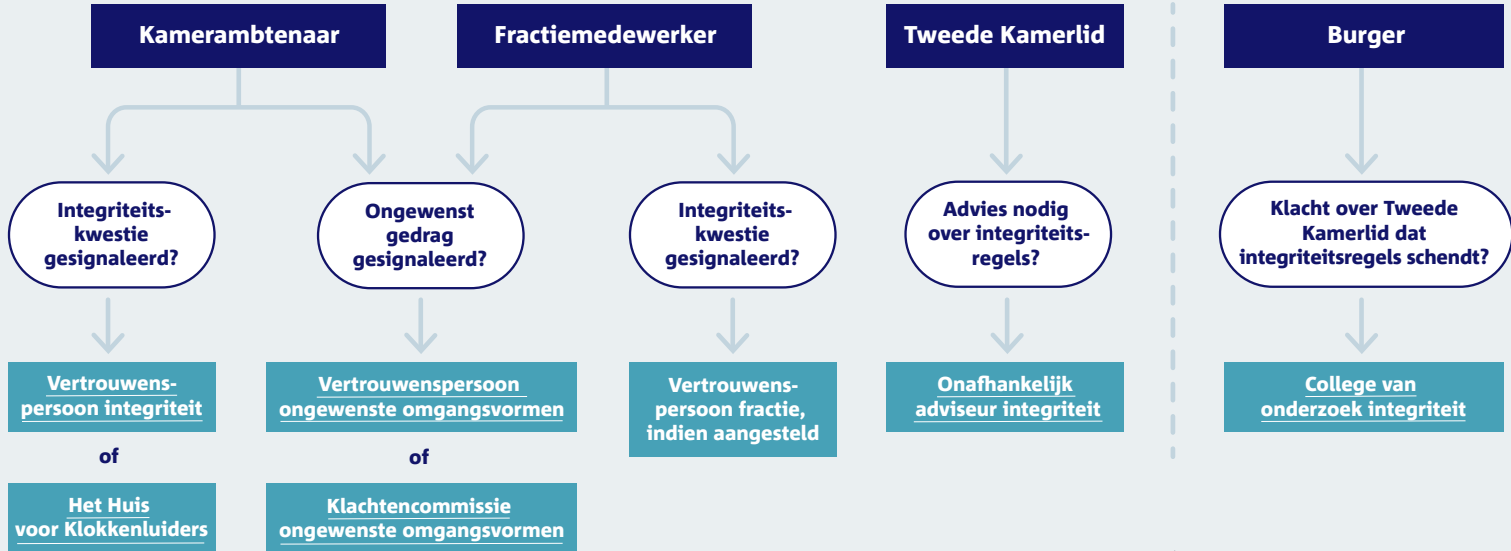 Kamerambtenaar
Fractiemedewerker
Tweede Kamerlid
Burger
Integriteits-
kwestie
gesignaleerd?
Ongewenst
gedrag
gesignaleerd?
Integriteits-
kwestie
gesignaleerd?
Advies nodig
over integriteits-
regels?
Klacht over Tweede
Kamerlid dat
integriteitsregels schendt?
Vertrouwens-
persoon integriteit
of
Het Huis
voor Klokkenluiders
Vertrouwenspersoon
ongewenste omgangsvormen
of
Klachtencommissie
ongewenste omgangsvormen
Vertrouwens-
persoon fractie,
indien aangesteld
Onafhankelijk
adviseur integriteit
College van
onderzoek integriteit